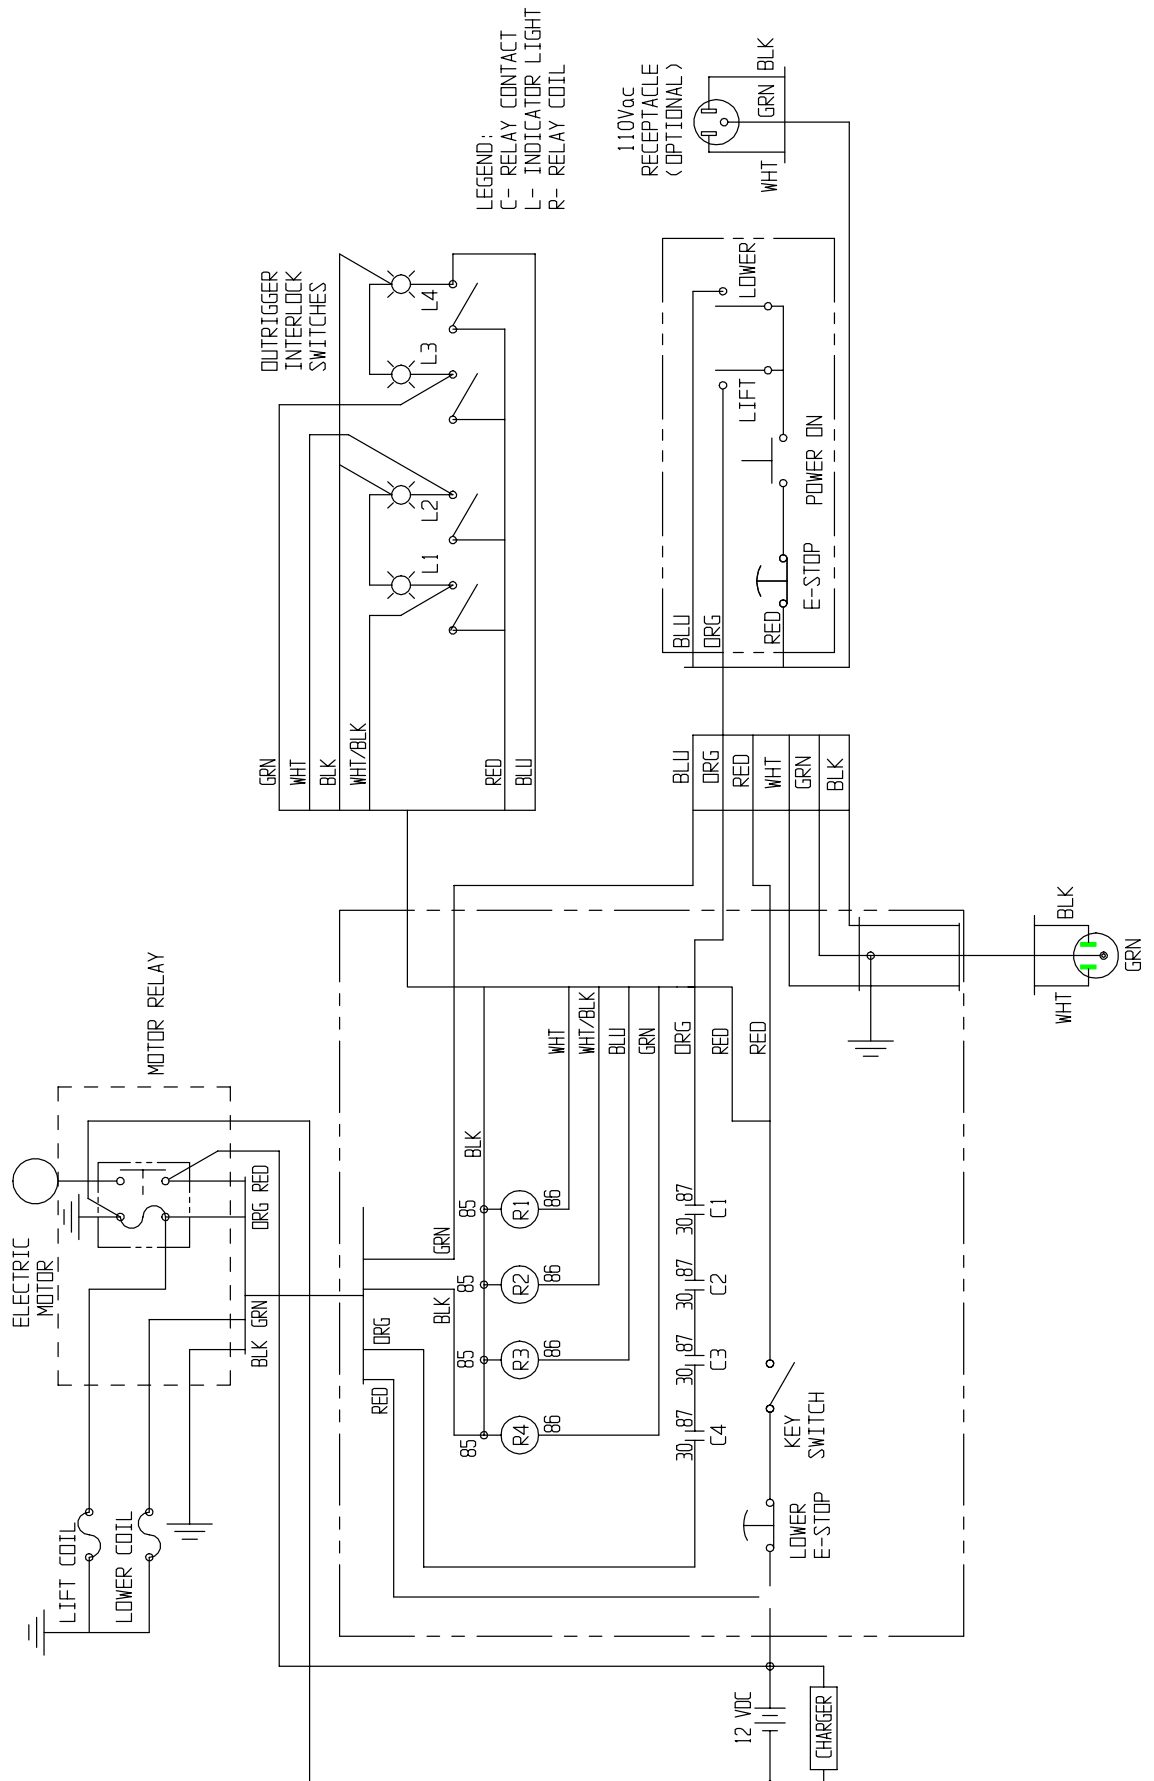 ELECTRIC
MOTOR
LIFT COIL
LOWER COIL
MOTOR RELAY
BLK
GRN
ORG
RED
OUTRIGGER
INTERLOCK
SWITCHES
GRN
WHT
BLK
WHT/BLK
RED
BLU
L1
L2
L3
L4
LEGEND:
C- RELAY CONTACT
L- INDICATOR LIGHT
R- RELAY COIL
RED
ORG
BLK
GRN
BLK
85
85
85
85
R4
R3
R2
R1
86
86
86
86
WHT
WHT/BLK
BLU
GRN
ORG
RED
RED
30
87
30
87
30
87
30
87
C4
C3
C2
C1
KEY
SWITCH
LOWER
E-STOP
12 VDC
CHARGER
BLU
ORG
RED
WHT
GRN
BLK
BLU
ORG
RED
LIFT
LOWER
POWER ON
E-STOP
110Vac
RECEPTACLE
(OPTIONAL)
WHT
GRN
BLK
WHT
BLK
GRN